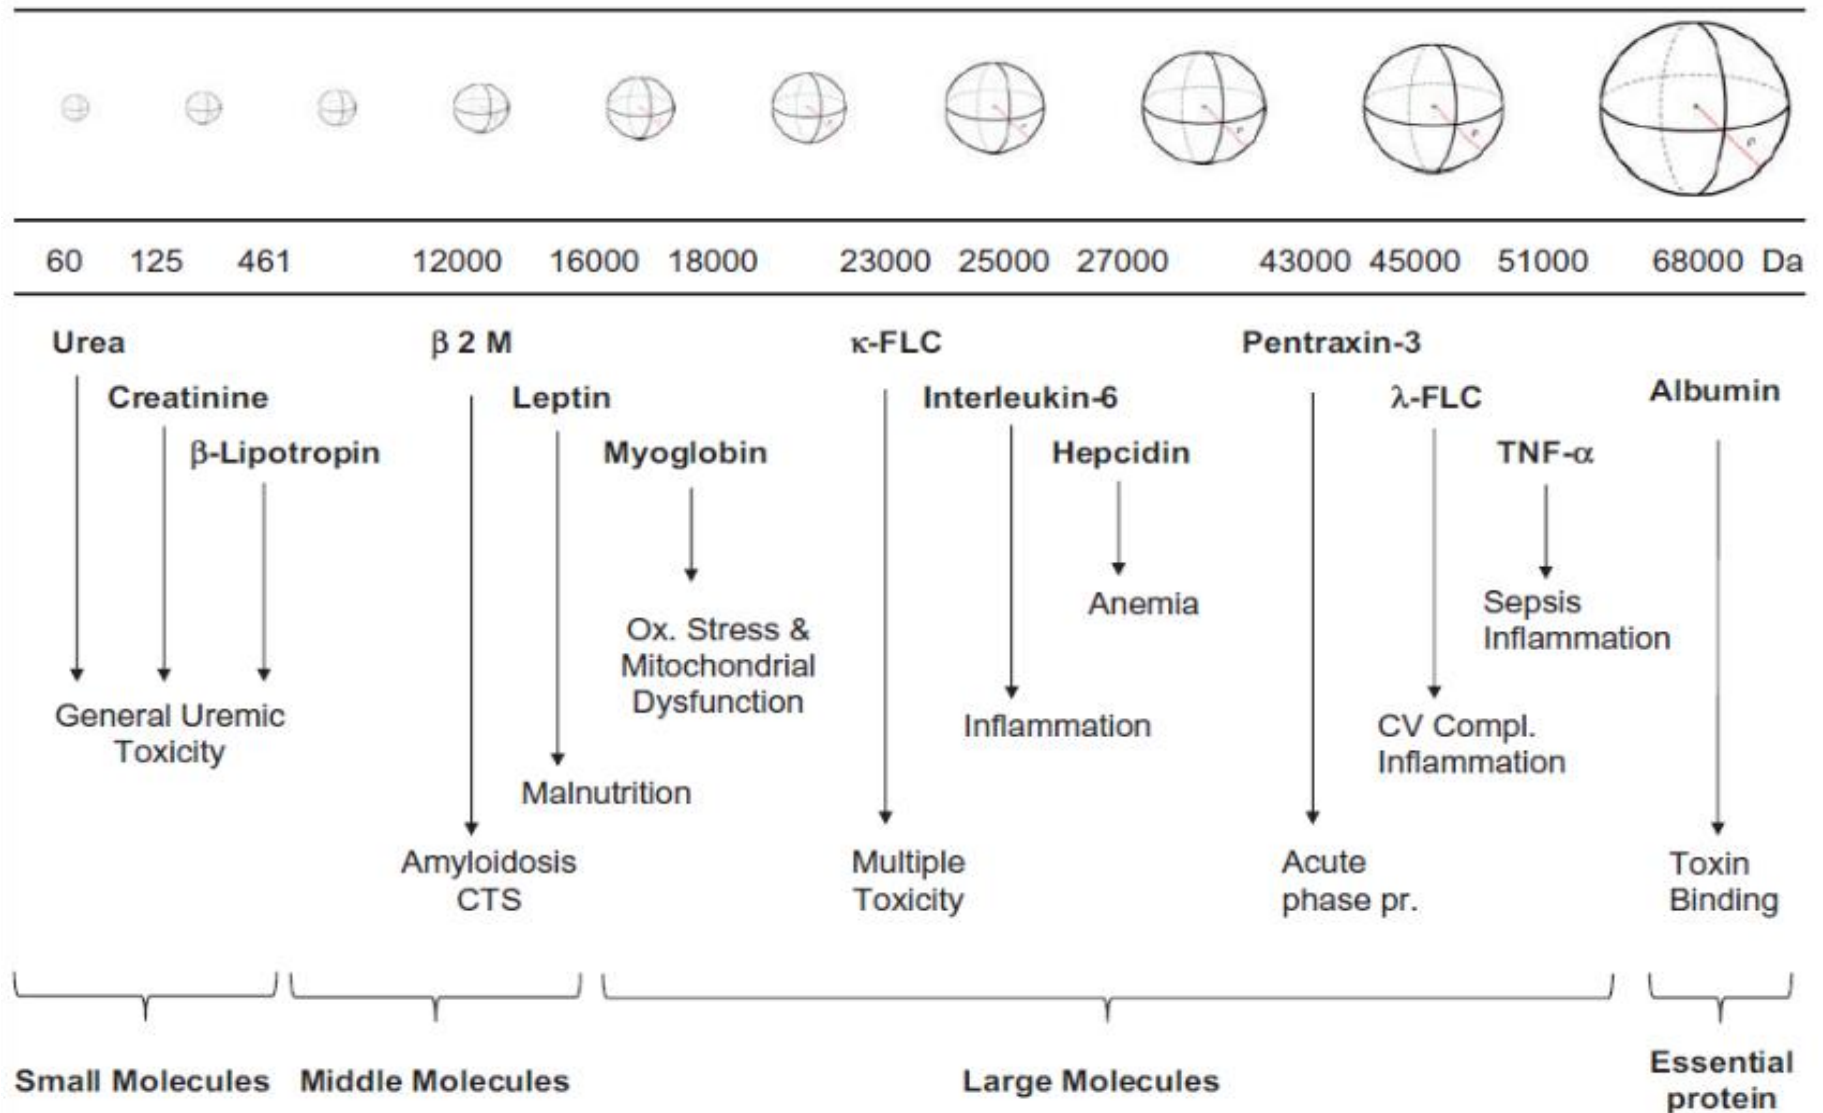 60 125 461 12000 16000 18000 23000 25000 27000 43000 45000 51000 68000 Da
Urea β 2 M κ-FLC Pentraxin-3
Creatinine Leptin Interleukin-6 λ-FLC Albumin
β-Lipotropin Myoglobin Hepcidin TNF-α
Anemia Sepsis
Inflammation
Ox. Stress &
Mitochondrial
Dysfunction
General Uremic
Toxicity
Inflammation
CV Compl.
Inflammation
Malnutrition
Amyloidosis
CTS
Multiple
Toxicity
Acute
phase pr.
Toxin
Binding
Small Molecules Middle Molecules Large Molecules
Essential
protein